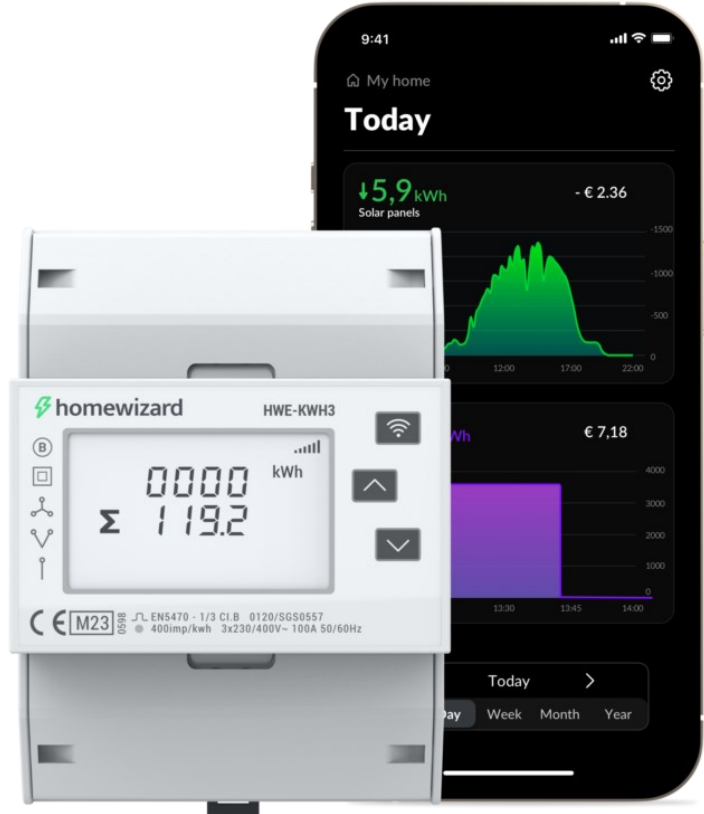 9:41
My home
Today
↓5,9 kWh
- € 2.36
Solar panels
-1500
-1000
-500
0
12:00 17:00 22:00
homewizard HWE-KWH3
B
0000 kWh
Σ 119.2
CE M23 0598 EN5470 - 1/3 Cl.B 0120/SGS0557
400imp/kwh 3x230/400V~ 100A 50/60Hz
€ 7,18
4000
3000
2000
1000
0
13:30 13:45 14:00
Today >
Week Month Year